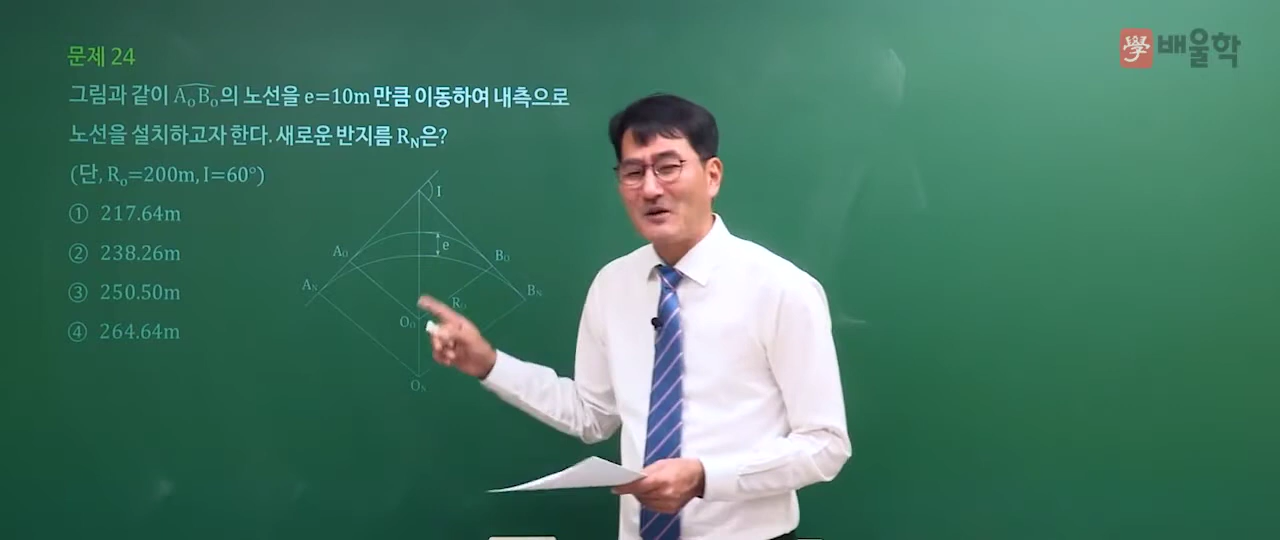 學 배울학
문제 24
그림과 같이 A₀B₀의 노선을 e=10m 만큼 이동하여 내측으로
노선을 설치하고자 한다. 새로운 반지름 R_N은?
(단, R₀=200m, I=60°)
① 217.64m
② 238.26m
③ 250.50m
④ 264.64m
I
e
A₀
B₀
A_N
B_N
R₀
O₀
O_N